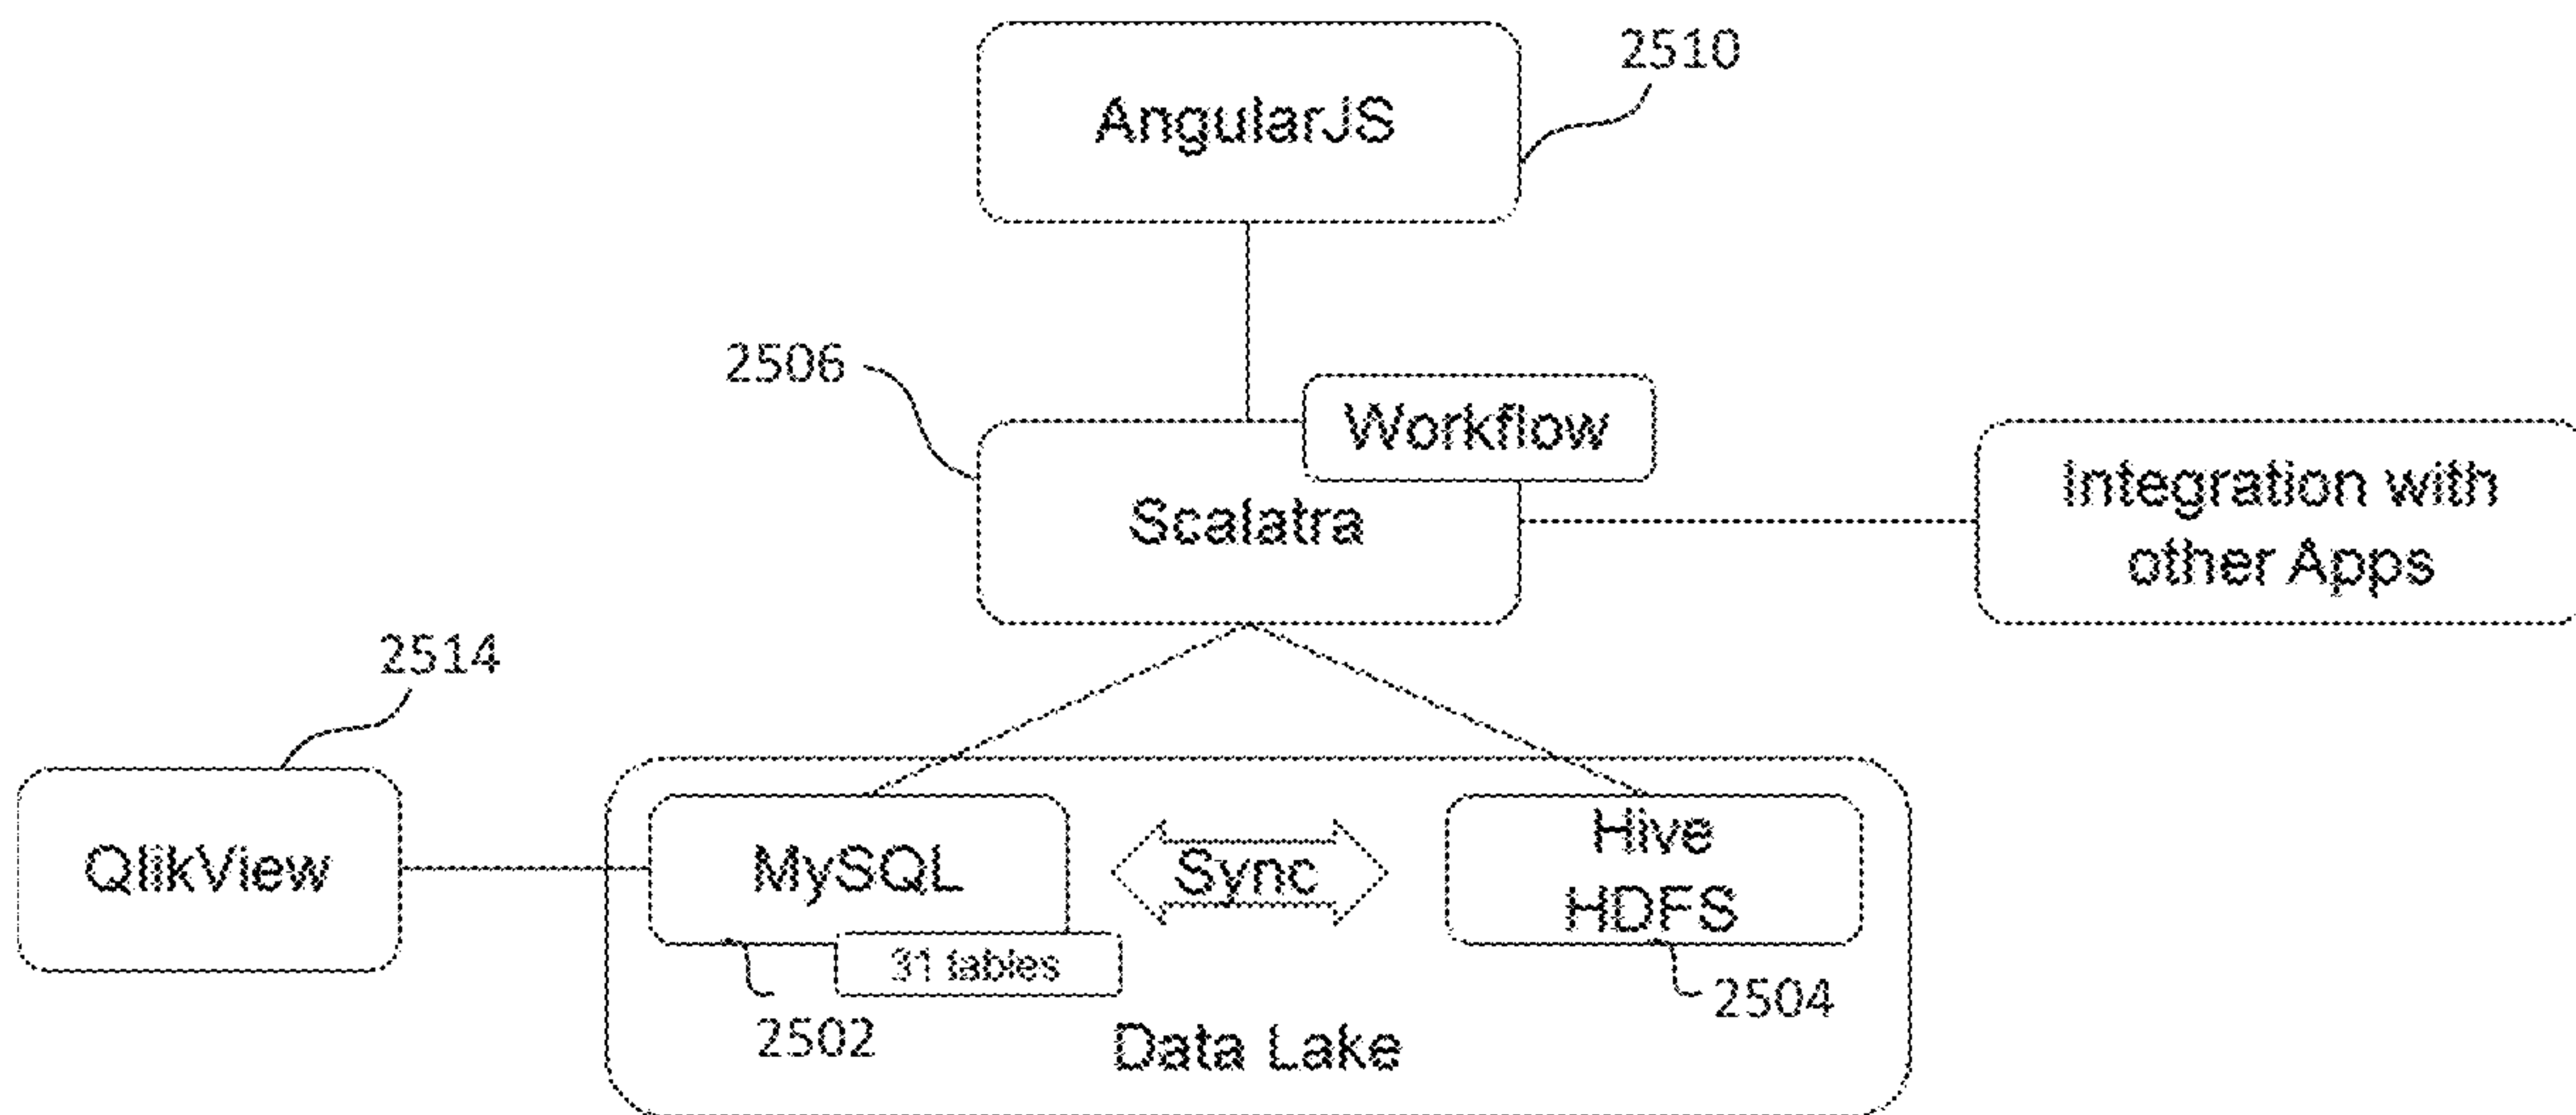 2510
AngularJS
2506
Workflow
Scalatra
Integration with
other Apps
2514
QlikView
MySQL
Sync
Hive
HDFS
31 tables
2502
2504
Data Lake